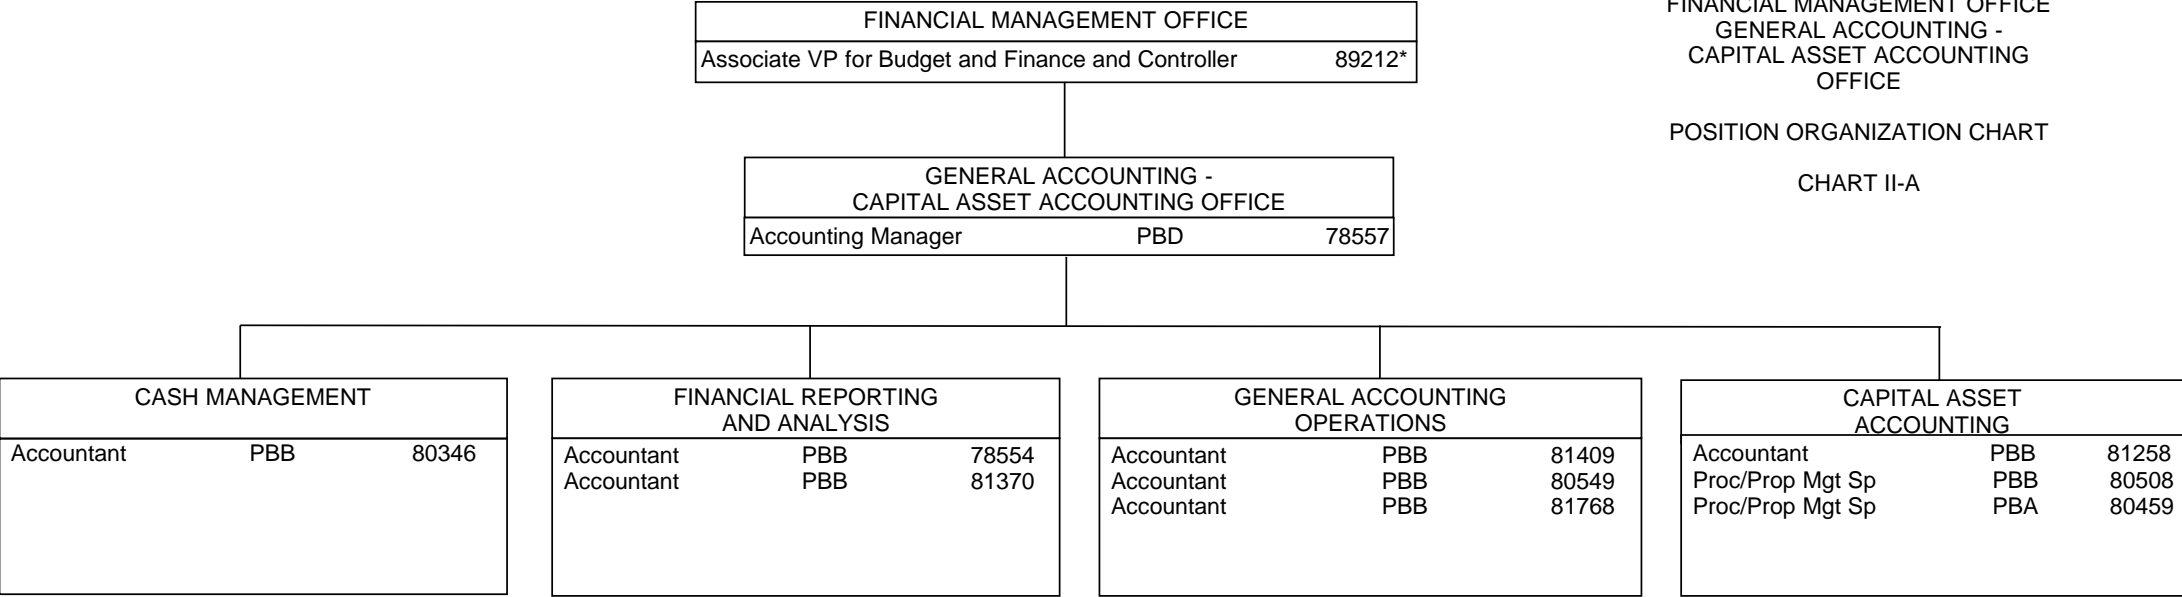 FINANCIAL MANAGEMENT OFFICE
GENERAL ACCOUNTING -
CAPITAL ASSET ACCOUNTING
OFFICE
POSITION ORGANIZATION CHART
CHART II-A
FINANCIAL MANAGEMENT OFFICE
Associate VP for Budget and Finance and Controller 89212*
GENERAL ACCOUNTING -
CAPITAL ASSET ACCOUNTING OFFICE
Accounting Manager PBD 78557
CASH MANAGEMENT
Accountant PBB 80346
FINANCIAL REPORTING
AND ANALYSIS
Accountant PBB 78554
Accountant PBB 81370
GENERAL ACCOUNTING
OPERATIONS
Accountant PBB 81409
Accountant PBB 80549
Accountant PBB 81768
CAPITAL ASSET
ACCOUNTING
Accountant PBB 81258
Proc/Prop Mgt Sp PBB 80508
Proc/Prop Mgt Sp PBA 80459